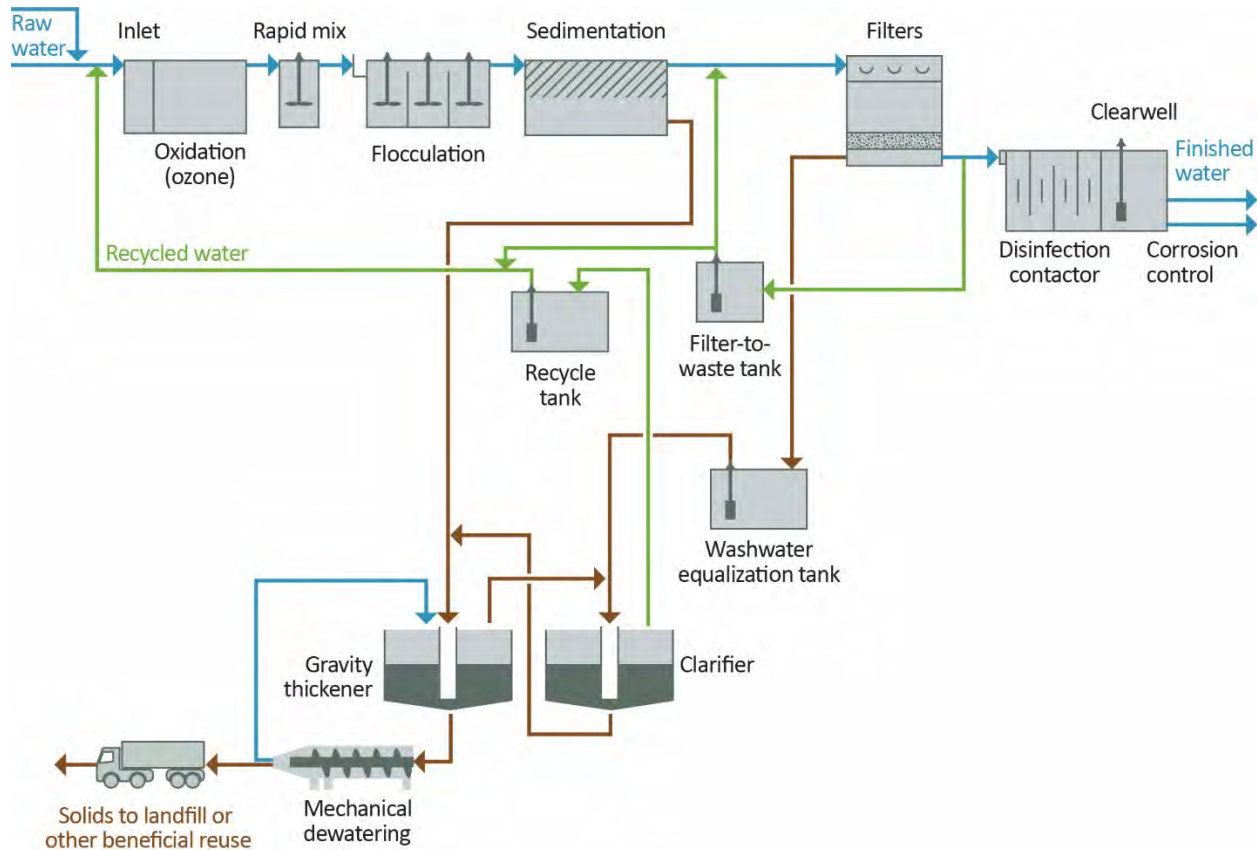 Raw
water
Inlet
Rapid mix
Sedimentation
Filters
Oxidation
(ozone)
Flocculation
Clearwell
Finished
water
Disinfection
contactor
Corrosion
control
Recycled water
Recycle
tank
Filter-to-
waste tank
Washwater
equalization tank
Gravity
thickener
Clarifier
Mechanical
dewatering
Solids to landfill or
other beneficial reuse